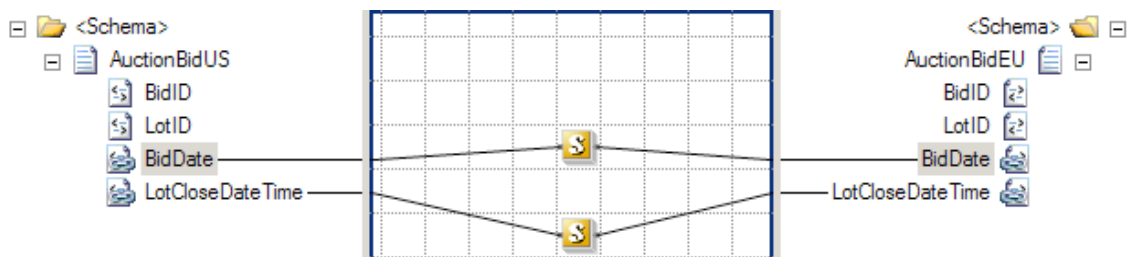 <Schema>
AuctionBidUS
BidID
LotID
BidDate
LotCloseDateTime
S
S
<Schema>
AuctionBidEU
BidID
LotID
BidDate
LotCloseDateTime